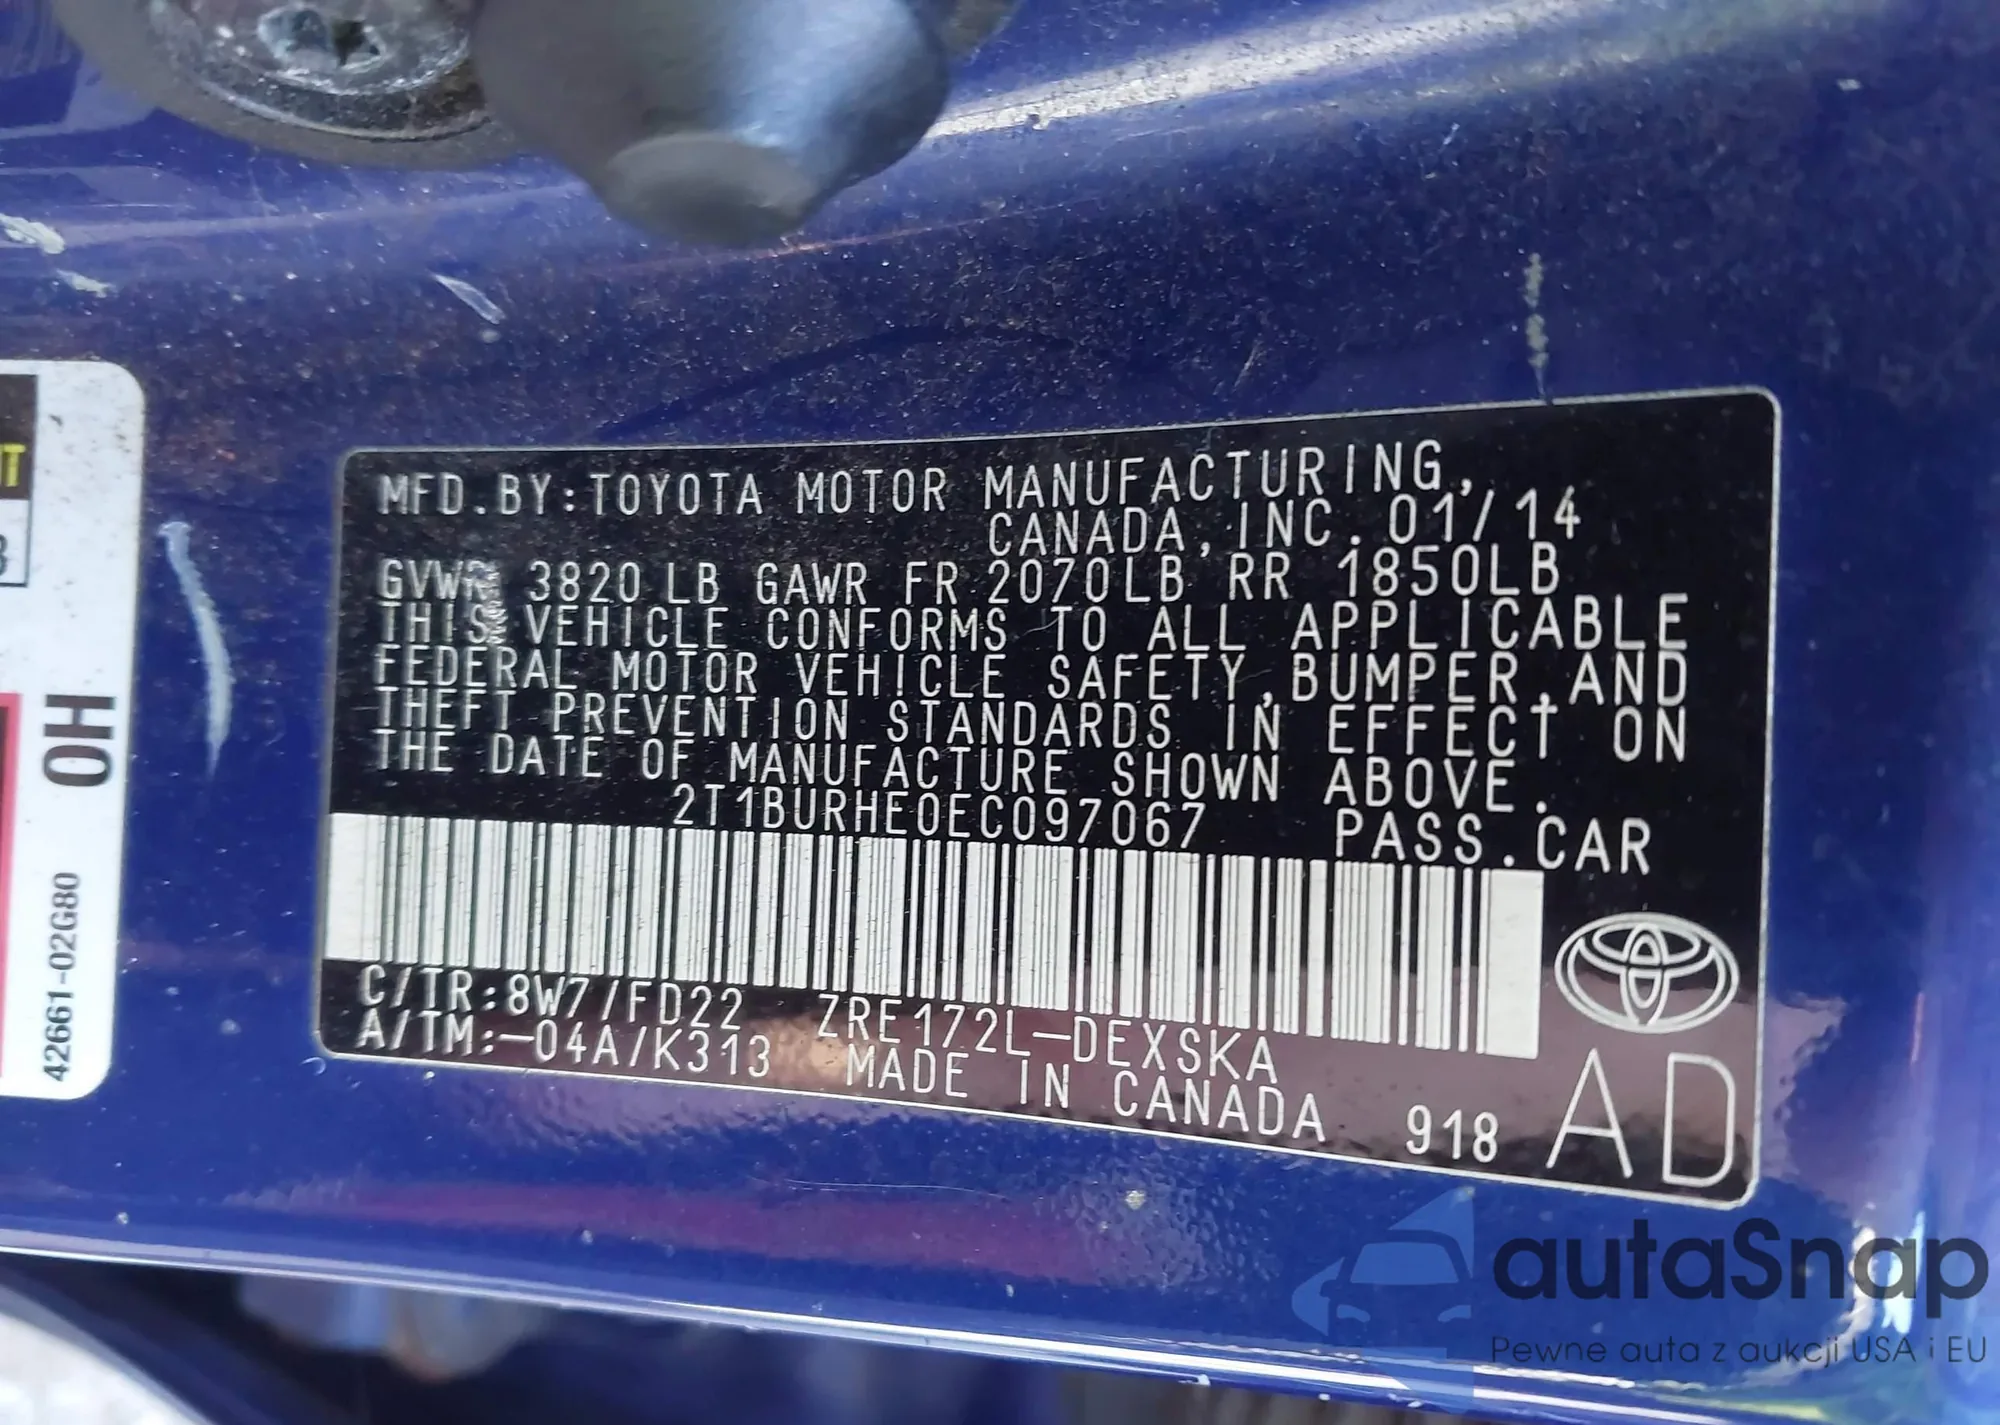 MFD.BY:TOYOTA MOTOR MANUFACTURING,
CANADA, INC. 01/14
GVWR 3820 LB GAWR FR 2070LB RR 1850LB
THIS VEHICLE CONFORMS TO ALL APPLICABLE
FEDERAL MOTOR VEHICLE SAFETY,BUMPER,AND
THEFT PREVENTION STANDARDS IN EFFECT ON
THE DATE OF MANUFACTURE SHOWN ABOVE.
2T1BURHE0EC097067 PASS.CAR
C/TR:8W7/FD22 ZRE172L-DEXSKA
A/TM:-04A/K313 MADE IN CANADA 918
AD
0H
42661-02G80
autaSnap
Pewne auta z aukcji USA i EU